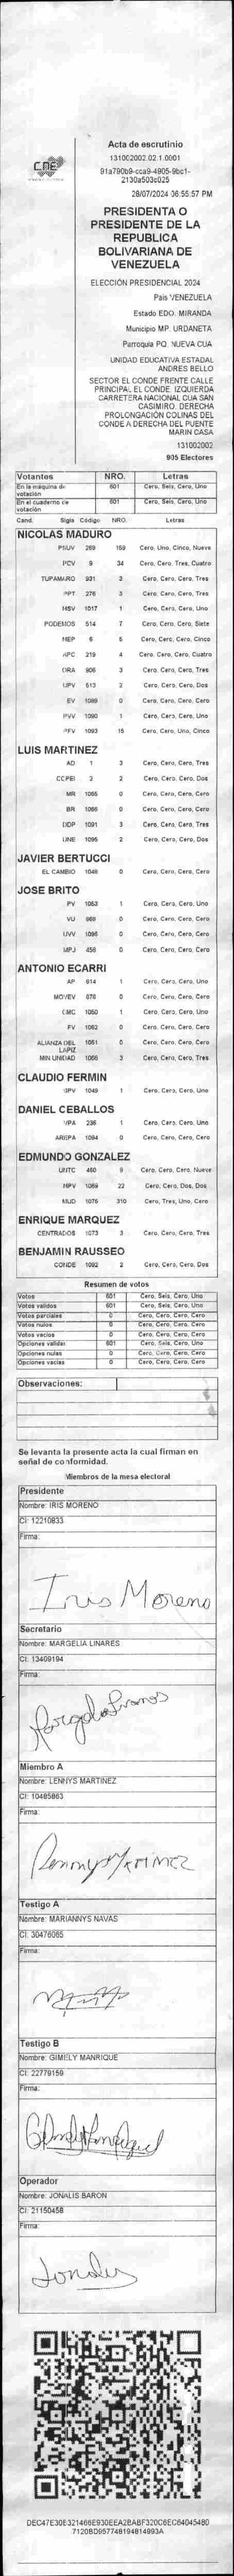 CNE
Acta de escrutinio
131002002.02.1.0001
91a790b9-cca9-4905-9bc1-
2130a503c025
28/07/2024 06:55:57 PM
PRESIDENTA O
PRESIDENTE DE LA
REPUBLICA
BOLIVARIANA DE
VENEZUELA
ELECCIÓN PRESIDENCIAL 2024
País VENEZUELA
Estado EDO. MIRANDA
Municipio MP. URDANETA
Parroquia PQ. NUEVA CUA
UNIDAD EDUCATIVA ESTADAL
ANDRES BELLO
SECTOR EL CONDE FRENTE CALLE
PRINCIPAL EL CONDE. IZQUIERDA
CARRETERA NACIONAL CUA SAN
CASIMIRO. DERECHA
PROLONGACIÓN COLINAS DEL
CONDE A DERECHA DEL PUENTE
MARIN CASA
131002002
905 Electores
Votantes NRO. Letras
En la máquina de votación 601 Cero, Seis, Cero, Uno
En el cuaderno de votación 601 Cero, Seis, Cero, Uno
Cand. Sigla Código NRO. Letras
NICOLAS MADURO
PSUV 269 159 Cero, Uno, Cinco, Nueve
PCV 9 34 Cero, Cero, Tres, Cuatro
TUPAMARO 931 3 Cero, Cero, Cero, Tres
PPT 276 3 Cero, Cero, Cero, Tres
MSV 1017 1 Cero, Cero, Cero, Uno
PODEMOS 514 7 Cero, Cero, Cero, Siete
MEP 6 5 Cero, Cero, Cero, Cinco
APC 219 4 Cero, Cero, Cero, Cuatro
ORA 906 3 Cero, Cero, Cero, Tres
UPV 613 2 Cero, Cero, Cero, Dos
EV 1089 0 Cero, Cero, Cero, Cero
PVV 1090 1 Cero, Cero, Cero, Uno
PFV 1093 15 Cero, Cero, Uno, Cinco
LUIS MARTINEZ
AD 1 3 Cero, Cero, Cero, Tres
COPEI 2 2 Cero, Cero, Cero, Dos
MR 1055 0 Cero, Cero, Cero, Cero
BR 1066 0 Cero, Cero, Cero, Cero
DDP 1091 3 Cero, Cero, Cero, Tres
UNE 1095 2 Cero, Cero, Cero, Dos
JAVIER BERTUCCI
EL CAMBIO 1048 0 Cero, Cero, Cero, Cero
JOSE BRITO
PV 1053 1 Cero, Cero, Cero, Uno
VU 969 0 Cero, Cero, Cero, Cero
UVV 1096 0 Cero, Cero, Cero, Cero
MPJ 456 0 Cero, Cero, Cero, Cero
ANTONIO ECARRI
AP 914 1 Cero, Cero, Cero, Uno
MOVEV 878 0 Cero, Cero, Cero, Cero
CMC 1050 1 Cero, Cero, Cero, Uno
FV 1062 0 Cero, Cero, Cero, Cero
ALIANZA DEL LAPIZ 1051 0 Cero, Cero, Cero, Cero
MIN UNIDAD 1068 3 Cero, Cero, Cero, Tres
CLAUDIO FERMIN
SPV 1049 1 Cero, Cero, Cero, Uno
DANIEL CEBALLOS
VPA 236 1 Cero, Cero, Cero, Uno
AREPA 1094 0 Cero, Cero, Cero, Cero
EDMUNDO GONZALEZ
UNTC 460 9 Cero, Cero, Cero, Nueve
MPV 1069 22 Cero, Cero, Dos, Dos
MUD 1075 310 Cero, Tres, Uno, Cero
ENRIQUE MARQUEZ
CENTRADOS 1073 3 Cero, Cero, Cero, Tres
BENJAMIN RAUSSEO
CONDE 1092 2 Cero, Cero, Cero, Dos
Resumen de votos
Votos 601 Cero, Seis, Cero, Uno
Votos validos 601 Cero, Seis, Cero, Uno
Votos parciales 0 Cero, Cero, Cero, Cero
Votos nulos 0 Cero, Cero, Cero, Cero
Votos vacios 0 Cero, Cero, Cero, Cero
Opciones validas 601 Cero, Seis, Cero, Uno
Opciones nulas 0 Cero, Cero, Cero, Cero
Opciones vacias 0 Cero, Cero, Cero, Cero
Observaciones:
Se levanta la presente acta la cual firman en
señal de conformidad.
Miembros de la mesa electoral
Presidente
Nombre: IRIS MORENO
CI: 12210833
Firma:
Iris Moreno
Secretario
Nombre: MARGELIA LINARES
CI: 13409194
Firma:
Miembro A
Nombre: LENNYS MARTINEZ
CI: 10485863
Firma:
Testigo A
Nombre: MARIANNYS NAVAS
CI: 30476065
Firma:
Testigo B
Nombre: GIMELY MANRIQUE
CI: 22779159
Firma:
Operador
Nombre: JONALIS BARON
CI: 21150458
Firma:
DEC47E30E321466E930EEA2BABF320C6EC64045480
7120BD957748194814993A